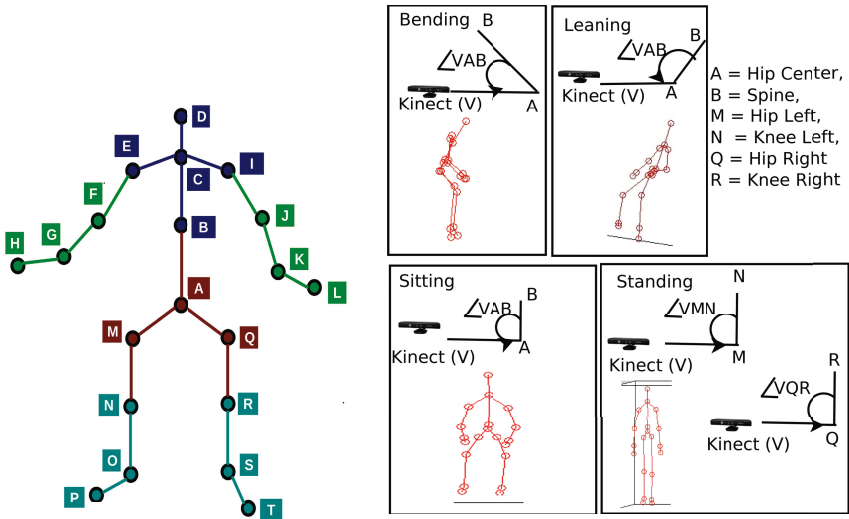 D
E
I
C
F
J
B
G
H
K
L
A
M
Q
N
R
O
S
P
T
Bending B
∠VAB
Kinect (V)
A
Leaning
B
∠VAB
Kinect (V)
A
A = Hip Center,
B = Spine,
M = Hip Left,
N = Knee Left,
Q = Hip Right
R = Knee Right
Sitting
B
∠VAB
A
Kinect (V)
Standing
N
∠VMN
M
Kinect (V)
R
∠VQR
Q
Kinect (V)